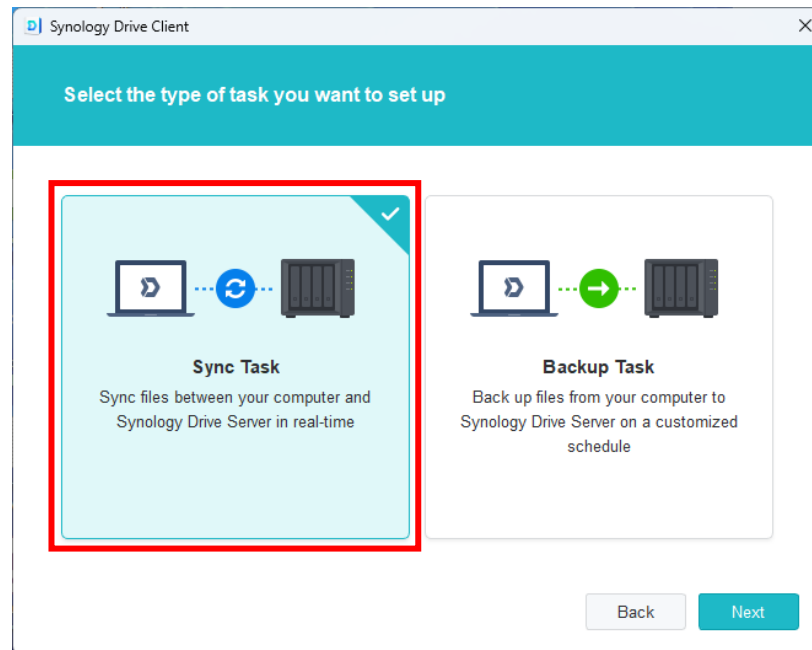 Synology Drive Client
Select the type of task you want to set up
Sync Task
Sync files between your computer and
Synology Drive Server in real-time
Backup Task
Back up files from your computer to
Synology Drive Server on a customized
schedule
Back
Next